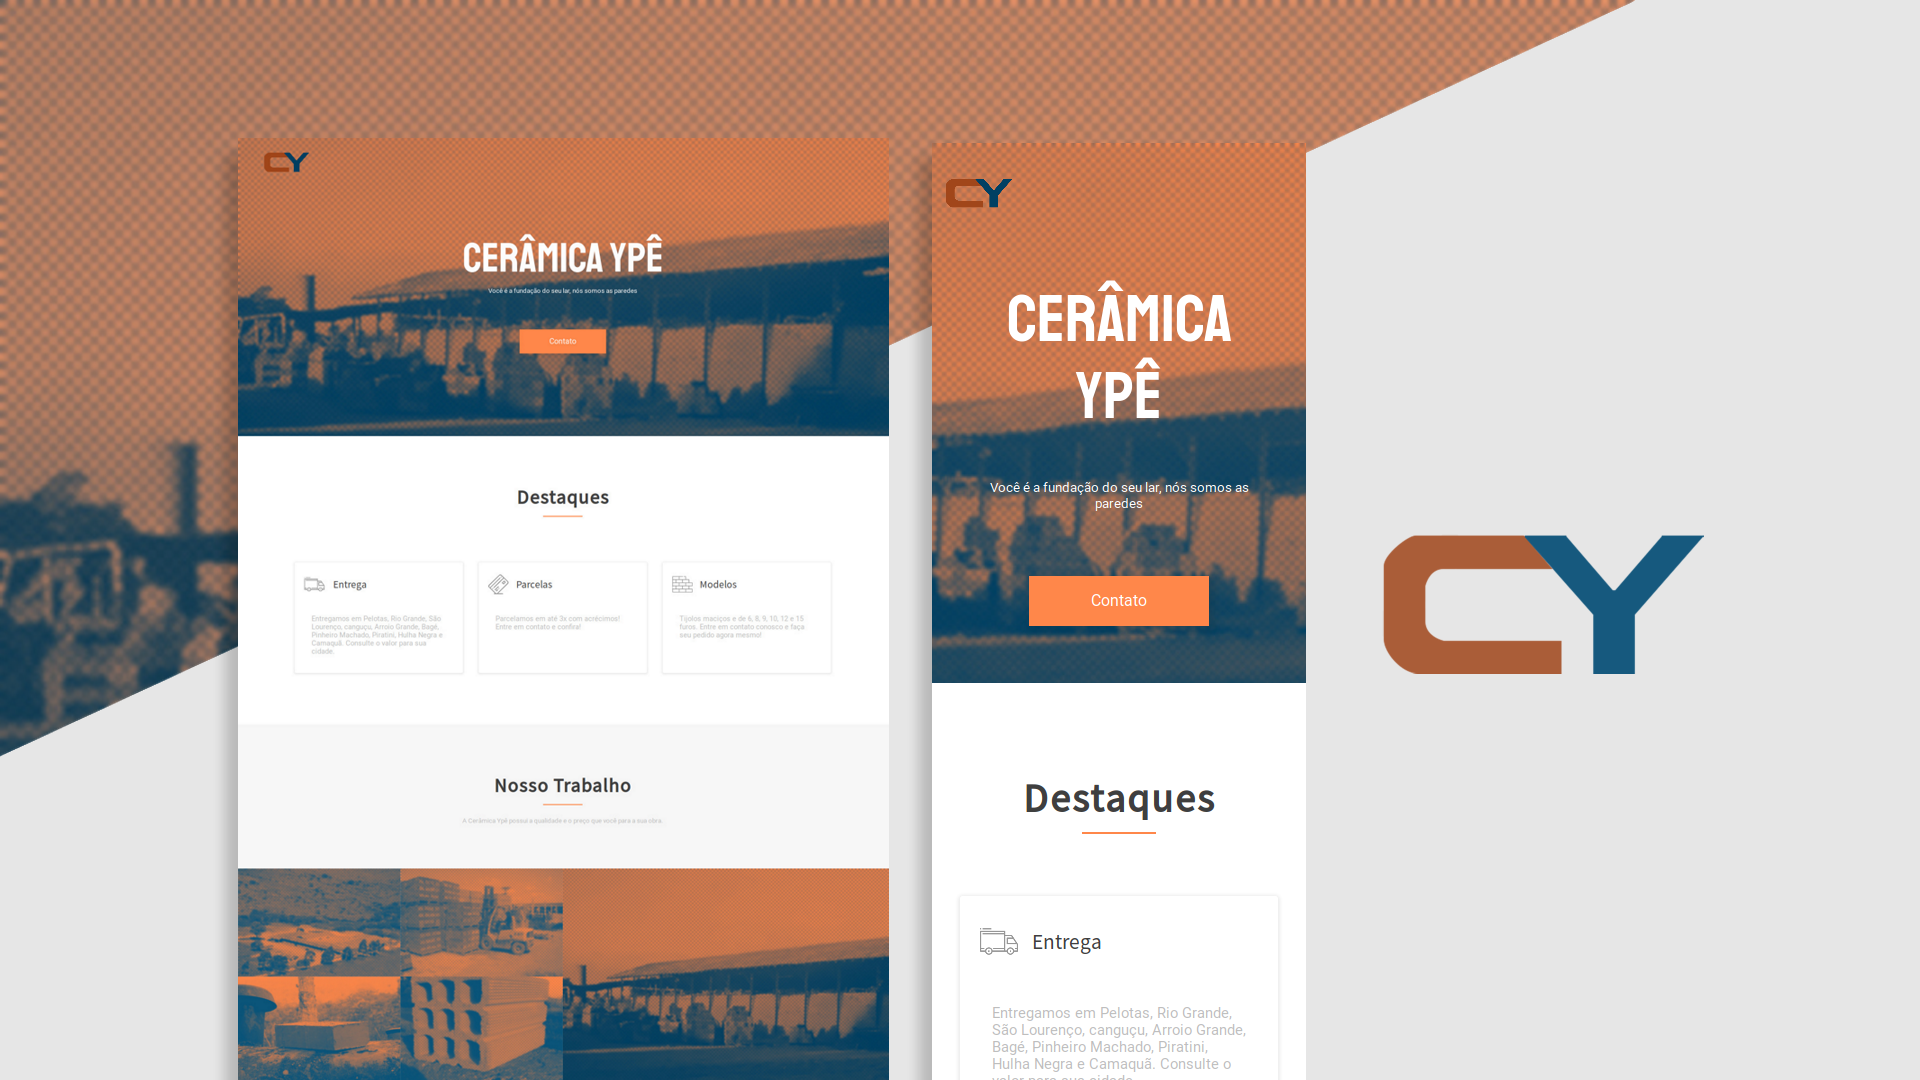 CY
CERÂMICA YPÊ
Você é a fundação do seu lar, nós somos as paredes
Contato
Destaques
Entrega
Entregamos em Pelotas, Rio Grande, São
Lourenço, canguçu, Arroio Grande, Bagé,
Pinheiro Machado, Piratini, Hulha Negra e
Camaquã. Consulte o valor para sua
cidade.
Parcelas
Parcelamos em até 3x com acréscimos!
Entre em contato e confira!
Modelos
Tijolos maciços e de 6, 8, 9, 10, 12 e 15
furos. Entre em contato conosco e faça
seu pedido agora mesmo!
Nosso Trabalho
A Cerâmica Ypê possui a qualidade e o preço que você para a sua obra.
CY
CERÂMICA
YPÊ
Você é a fundação do seu lar, nós somos as
paredes
Contato
Destaques
Entrega
Entregamos em Pelotas, Rio Grande,
São Lourenço, canguçu, Arroio Grande,
Bagé, Pinheiro Machado, Piratini,
Hulha Negra e Camaquã. Consulte o
valor para sua cidade.
CY